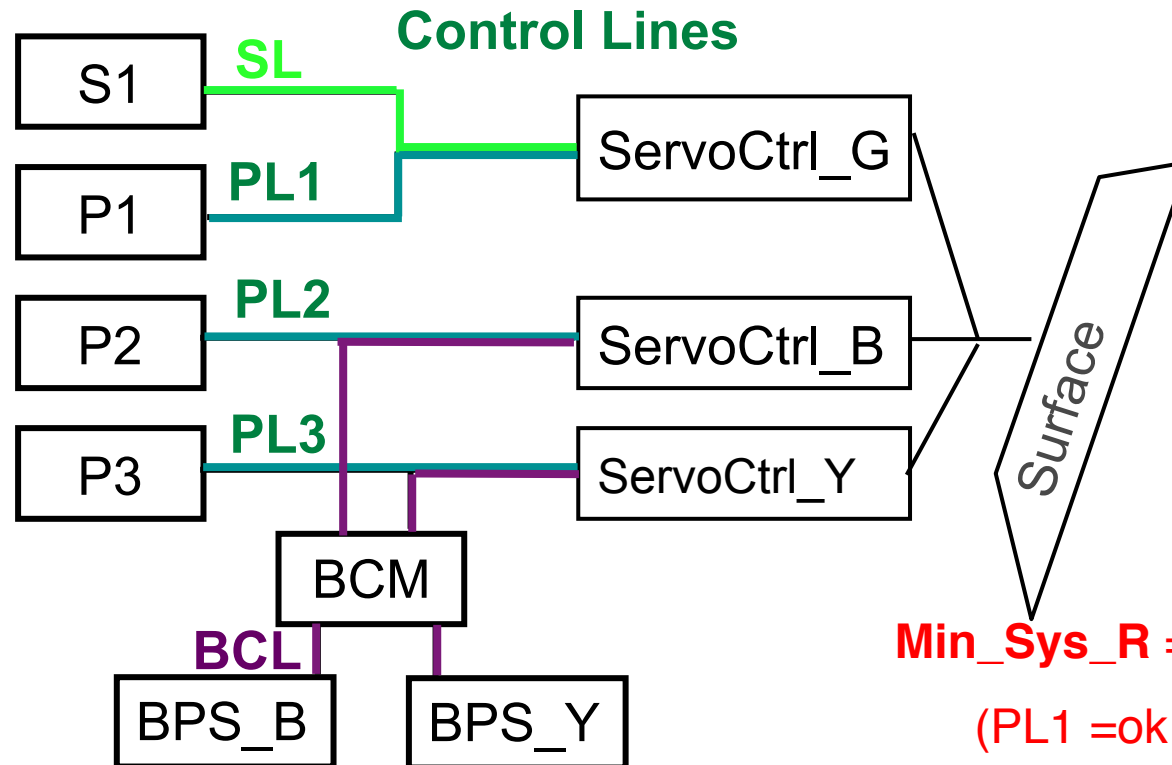 Control Lines
S1
SL
ServoCtrl_G
P1
PL1
P2
PL2
ServoCtrl_B
Surface
P3
PL3
ServoCtrl_Y
BCM
BCL
BPS_B
BPS_Y
Min_Sys_R =
(PL1 =ok